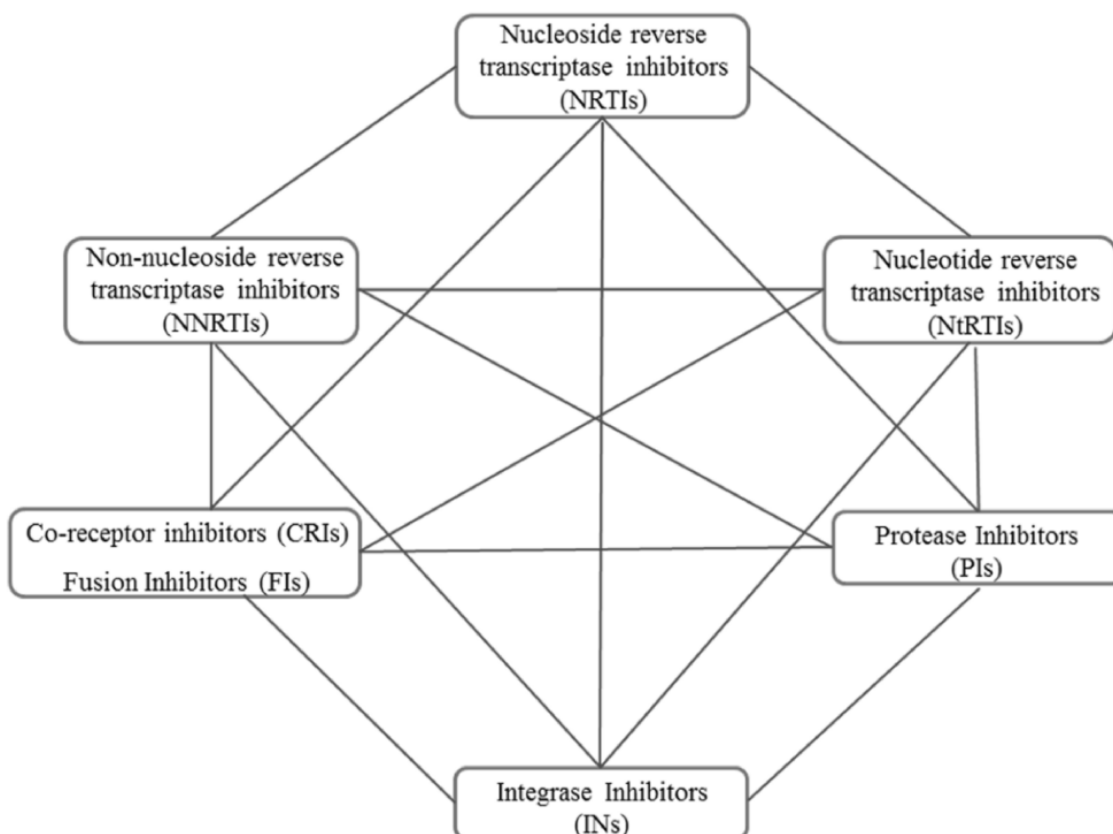 Nucleoside reverse
transcriptase inhibitors
(NRTIs)
Non-nucleoside reverse
transcriptase inhibitors
(NNRTIs)
Nucleotide reverse
transcriptase inhibitors
(NtRTIs)
Co-receptor inhibitors (CRIs)
Fusion Inhibitors (FIs)
Protease Inhibitors
(PIs)
Integrase Inhibitors
(INs)